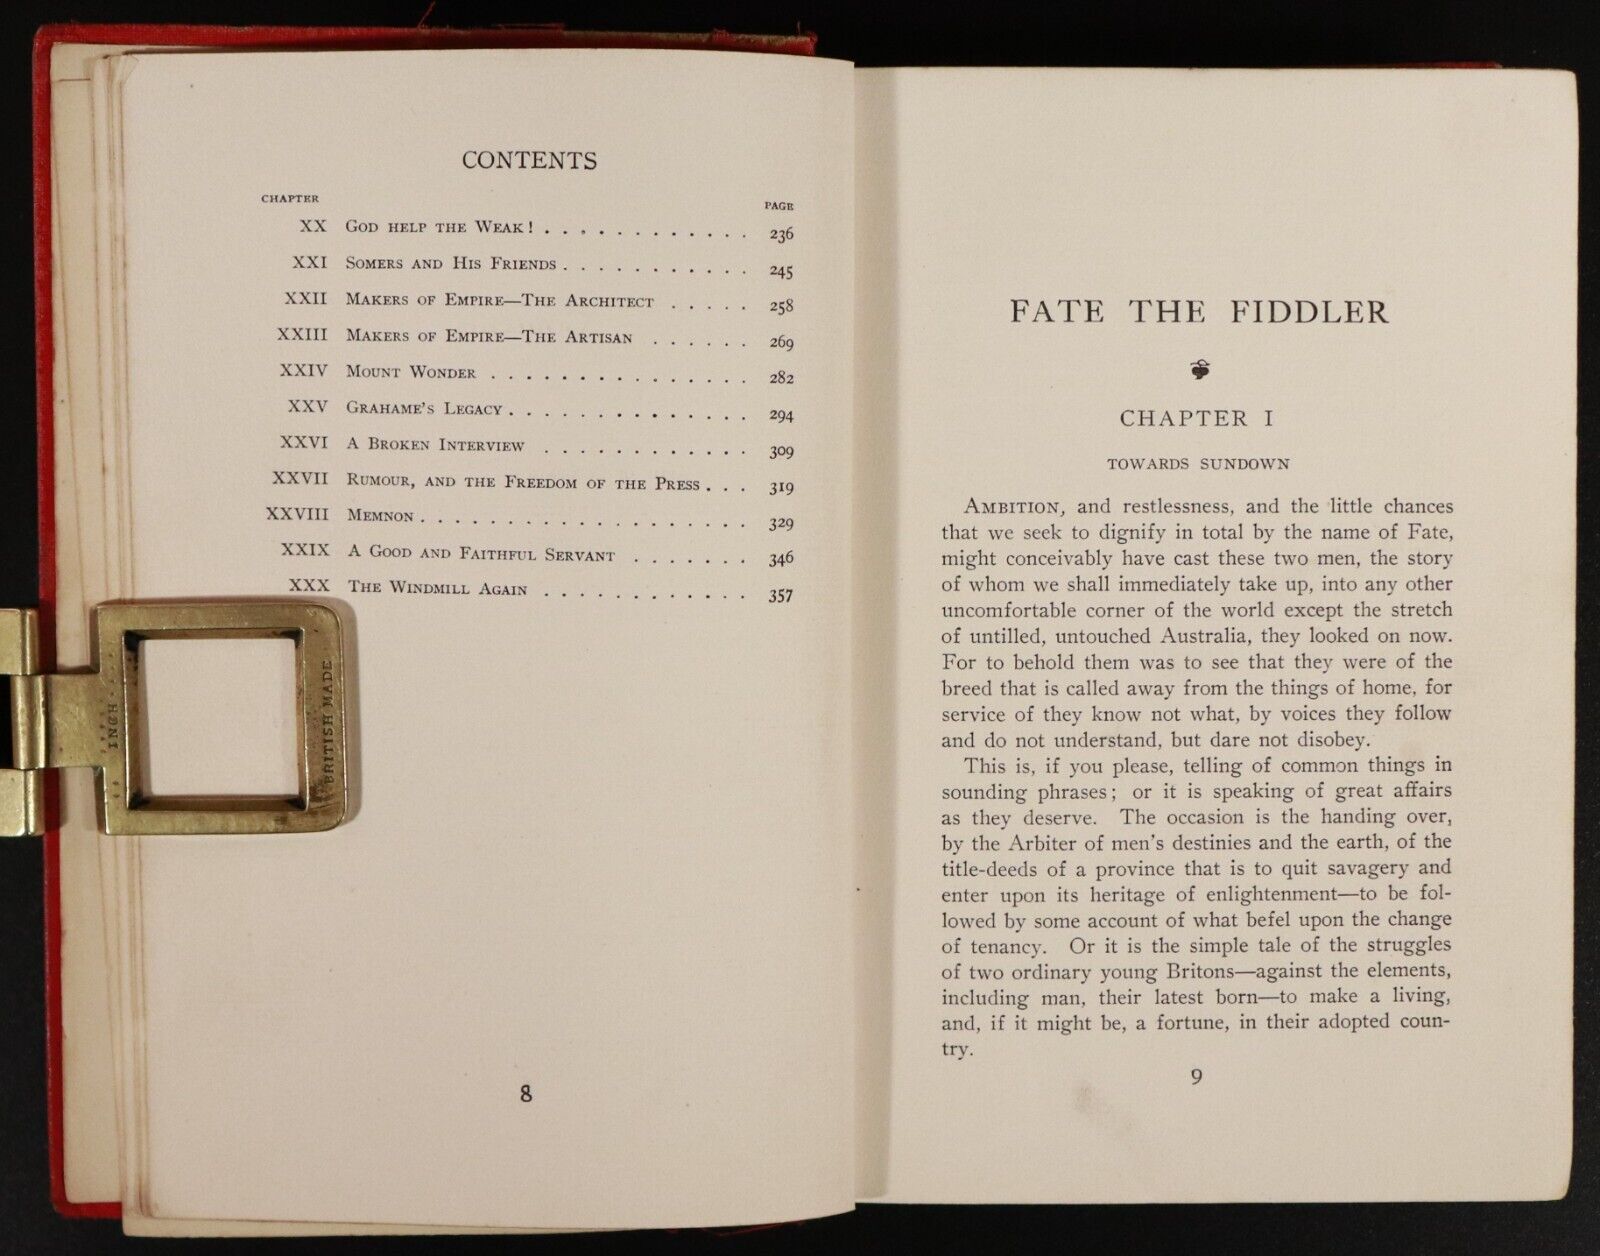 CONTENTS
CHAPTER PAGE
XX GOD HELP THE WEAK! . . . . . . . . . . . . 236
XXI SOMERS AND HIS FRIENDS . . . . . . . . . . . 245
XXII MAKERS OF EMPIRE—THE ARCHITECT . . . . . 258
XXIII MAKERS OF EMPIRE—THE ARTISAN . . . . . . 269
XXIV MOUNT WONDER . . . . . . . . . . . . . . . 282
XXV GRAHAME'S LEGACY . . . . . . . . . . . . . . 294
XXVI A BROKEN INTERVIEW . . . . . . . . . . . . 309
XXVII RUMOUR, AND THE FREEDOM OF THE PRESS . . . 319
XXVIII MEMNON . . . . . . . . . . . . . . . . . . . 329
XXIX A GOOD AND FAITHFUL SERVANT . . . . . . . 346
XXX THE WINDMILL AGAIN . . . . . . . . . . . . 357
INCH
BRITISH MADE
8
FATE THE FIDDLER
CHAPTER I
TOWARDS SUNDOWN
AMBITION, and restlessness, and the little chances
that we seek to dignify in total by the name of Fate,
might conceivably have cast these two men, the story
of whom we shall immediately take up, into any other
uncomfortable corner of the world except the stretch
of untilled, untouched Australia, they looked on now.
For to behold them was to see that they were of the
breed that is called away from the things of home, for
service of they know not what, by voices they follow
and do not understand, but dare not disobey.
This is, if you please, telling of common things in
sounding phrases; or it is speaking of great affairs
as they deserve. The occasion is the handing over,
by the Arbiter of men's destinies and the earth, of the
title-deeds of a province that is to quit savagery and
enter upon its heritage of enlightenment—to be fol-
lowed by some account of what befel upon the change
of tenancy. Or it is the simple tale of the struggles
of two ordinary young Britons—against the elements,
including man, their latest born—to make a living,
and, if it might be, a fortune, in their adopted coun-
try.
9